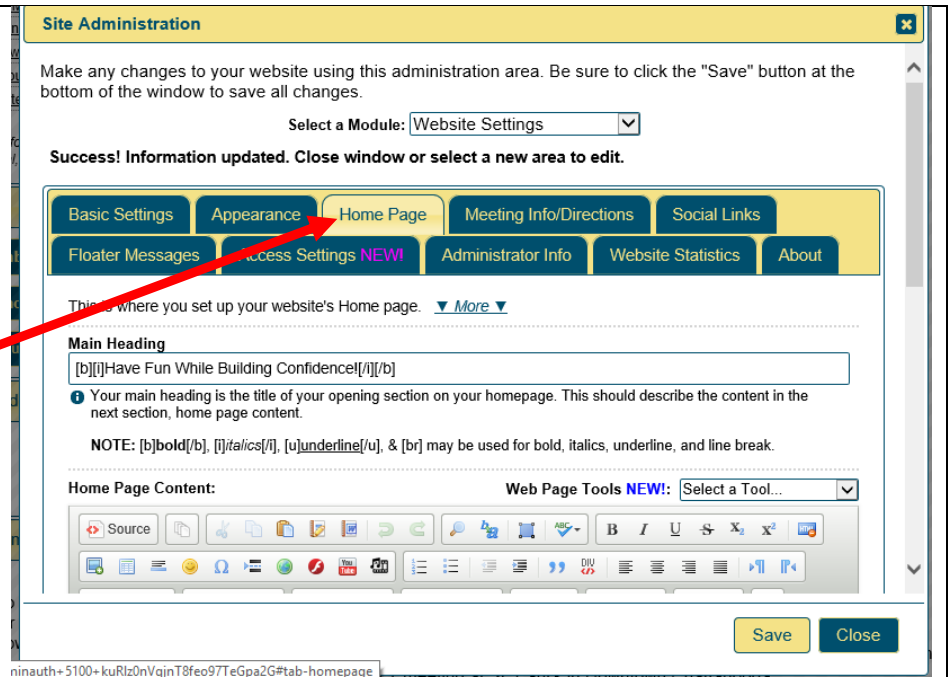 Site Administration
Make any changes to your website using this administration area. Be sure to click the "Save" button at the
bottom of the window to save all changes.
Select a Module: Website Settings
Success! Information updated. Close window or select a new area to edit.
Basic Settings Appearance Home Page Meeting Info/Directions Social Links
Floater Messages Access Settings NEW! Administrator Info Website Statistics About
This is where you set up your website's Home page. ▼ More ▼
Main Heading
[b][i]Have Fun While Building Confidence![/i][/b]
Your main heading is the title of your opening section on your homepage. This should describe the content in the
next section, home page content.
NOTE: [b]bold[/b], [i]italics[/i], [u]underline[/u], & [br] may be used for bold, italics, underline, and line break.
Home Page Content: Web Page Tools NEW!: Select a Tool...
Source ABC B I U S X₂ X²
Ω You Tube DIV
Save Close